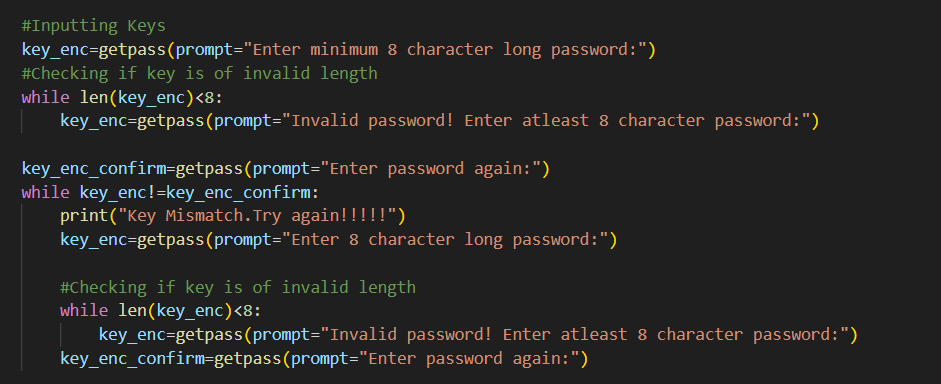 #Inputting Keys
key_enc=getpass(prompt="Enter minimum 8 character long password:")
#Checking if key is of invalid length
while len(key_enc)<8:
    key_enc=getpass(prompt="Invalid password! Enter atleast 8 character password:")
key_enc_confirm=getpass(prompt="Enter password again:")
while key_enc!=key_enc_confirm:
    print("Key Mismatch.Try again!!!!!")
    key_enc=getpass(prompt="Enter 8 character long password:")
    #Checking if key is of invalid length
    while len(key_enc)<8:
        key_enc=getpass(prompt="Invalid password! Enter atleast 8 character password:")
    key_enc_confirm=getpass(prompt="Enter password again:")